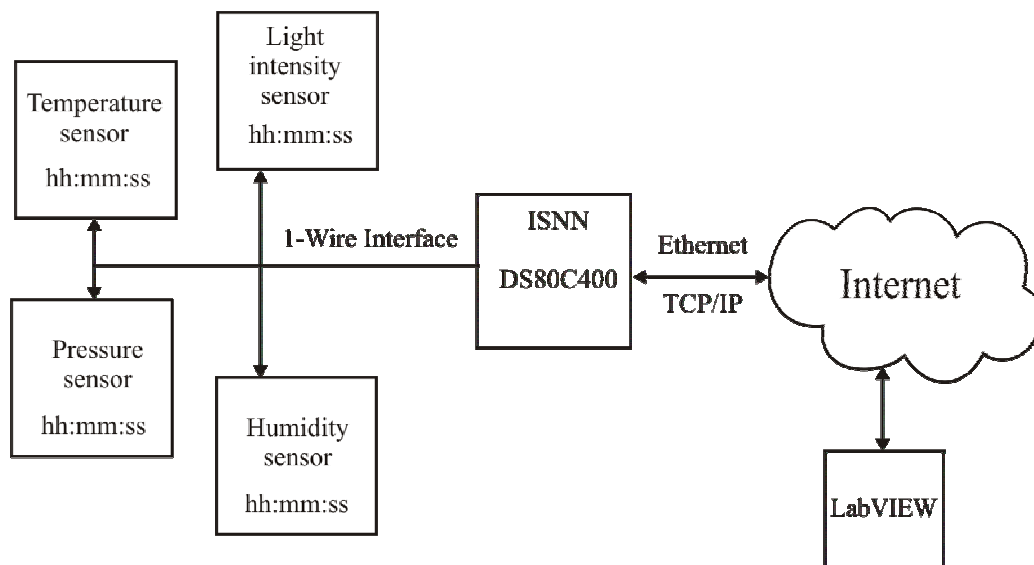 Light
intensity
sensor
hh:mm:ss
Temperature
sensor
hh:mm:ss
1-Wire Interface
ISNN
DS80C400
Ethernet
TCP/IP
Internet
Pressure
sensor
hh:mm:ss
Humidity
sensor
hh:mm:ss
LabVIEW